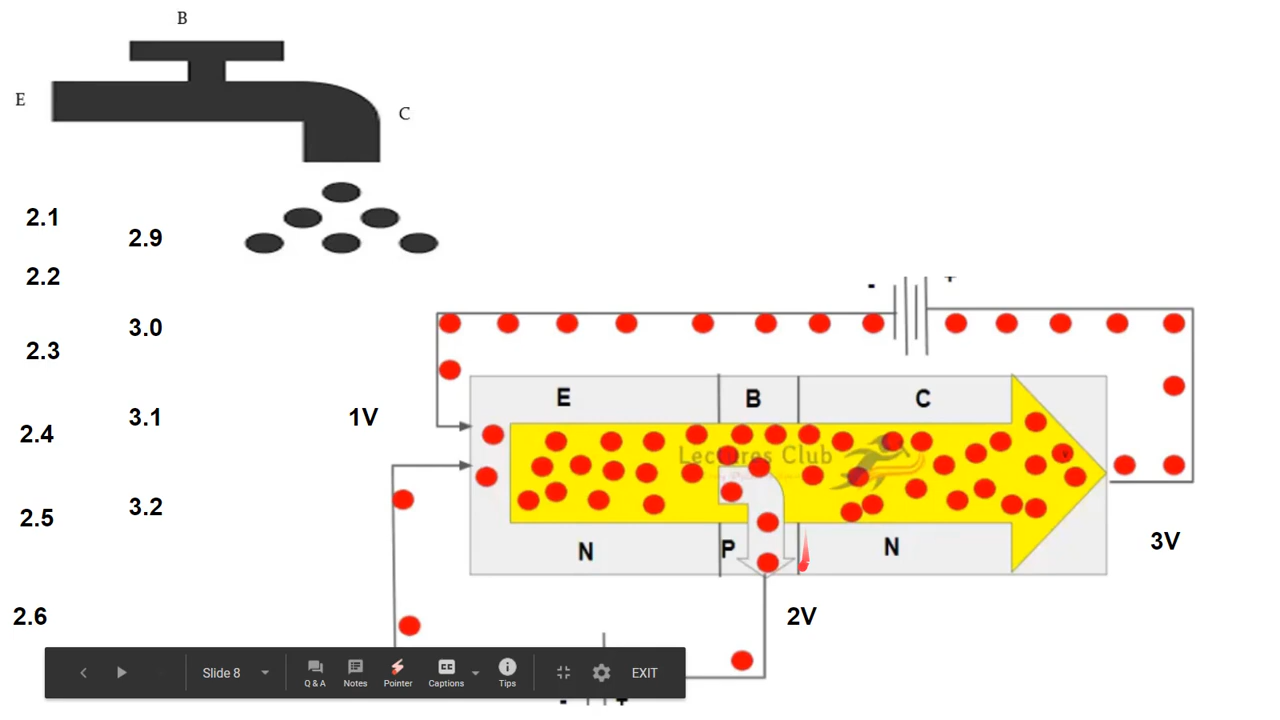 B
E
C
2.1
2.9
2.2
- +
3.0
2.3
E B C
1V
3.1
2.4
Lectures Club
3.2
2.5
N P N
3V
2.6
2V
Slide 8
Q & A
Notes
Pointer
CC
Captions
Tips
EXIT
- +